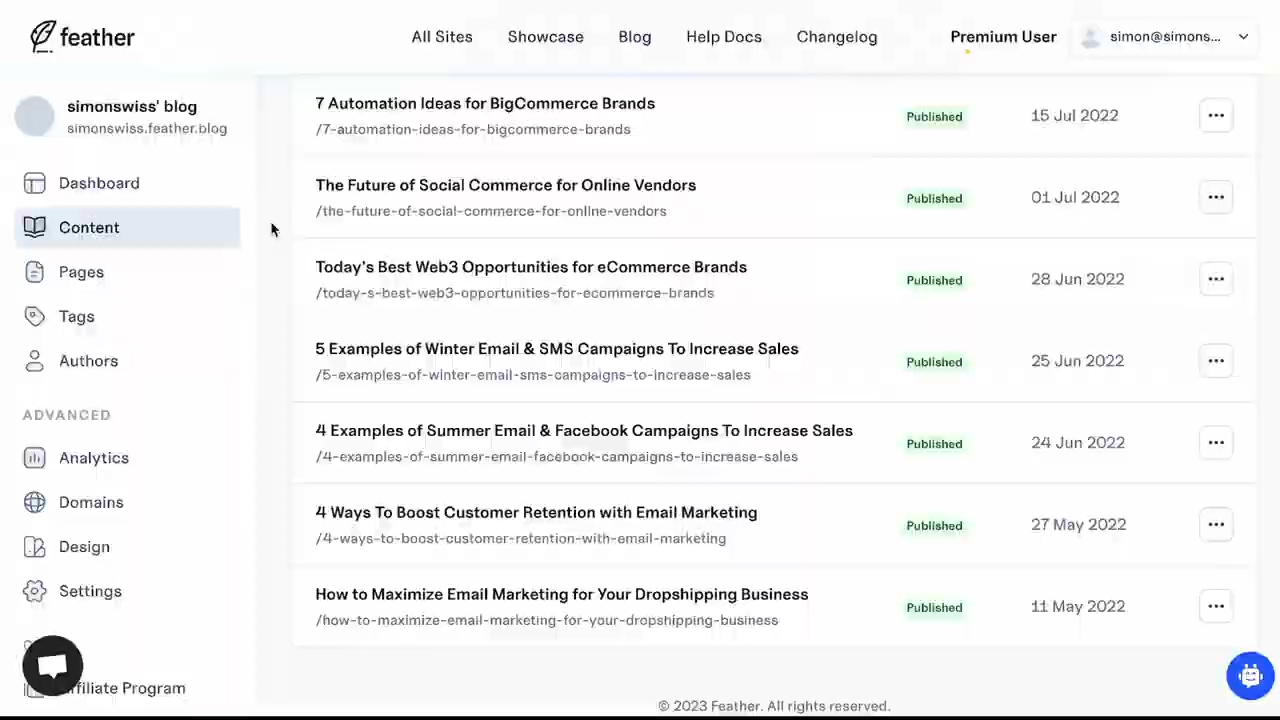 feather
All Sites
Showcase
Blog
Help Docs
Changelog
Premium User
simon@simons...
simonswiss' blog
simonswiss.feather.blog
Dashboard
Content
Pages
Tags
Authors
ADVANCED
Analytics
Domains
Design
Settings
Affiliate Program
7 Automation Ideas for BigCommerce Brands
/7-automation-ideas-for-bigcommerce-brands
Published
15 Jul 2022
The Future of Social Commerce for Online Vendors
/the-future-of-social-commerce-for-online-vendors
Published
01 Jul 2022
Today's Best Web3 Opportunities for eCommerce Brands
/today-s-best-web3-opportunities-for-ecommerce-brands
Published
28 Jun 2022
5 Examples of Winter Email & SMS Campaigns To Increase Sales
/5-examples-of-winter-email-sms-campaigns-to-increase-sales
Published
25 Jun 2022
4 Examples of Summer Email & Facebook Campaigns To Increase Sales
/4-examples-of-summer-email-facebook-campaigns-to-increase-sales
Published
24 Jun 2022
4 Ways To Boost Customer Retention with Email Marketing
/4-ways-to-boost-customer-retention-with-email-marketing
Published
27 May 2022
How to Maximize Email Marketing for Your Dropshipping Business
/how-to-maximize-email-marketing-for-your-dropshipping-business
Published
11 May 2022
© 2023 Feather. All rights reserved.